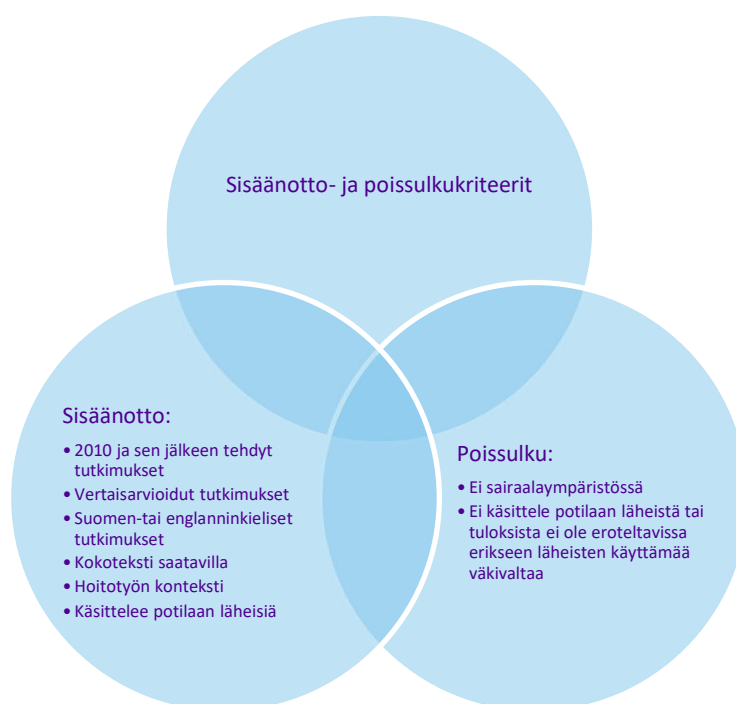 Sisäänotto- ja poissulkukriteerit
Sisäänotto:
• 2010 ja sen jälkeen tehdyt
tutkimukset
• Vertaisarvioidut tutkimukset
• Suomen-tai englanninkieliset
tutkimukset
• Kokoteksti saatavilla
• Hoitotyön konteksti
• Käsittelee potilaan läheisiä
Poissulku:
• Ei sairaalaympäristössä
• Ei käsittele potilaan läheistä tai
tuloksista ei ole eroteltavissa
erikseen läheisten käyttämää
väkivaltaa